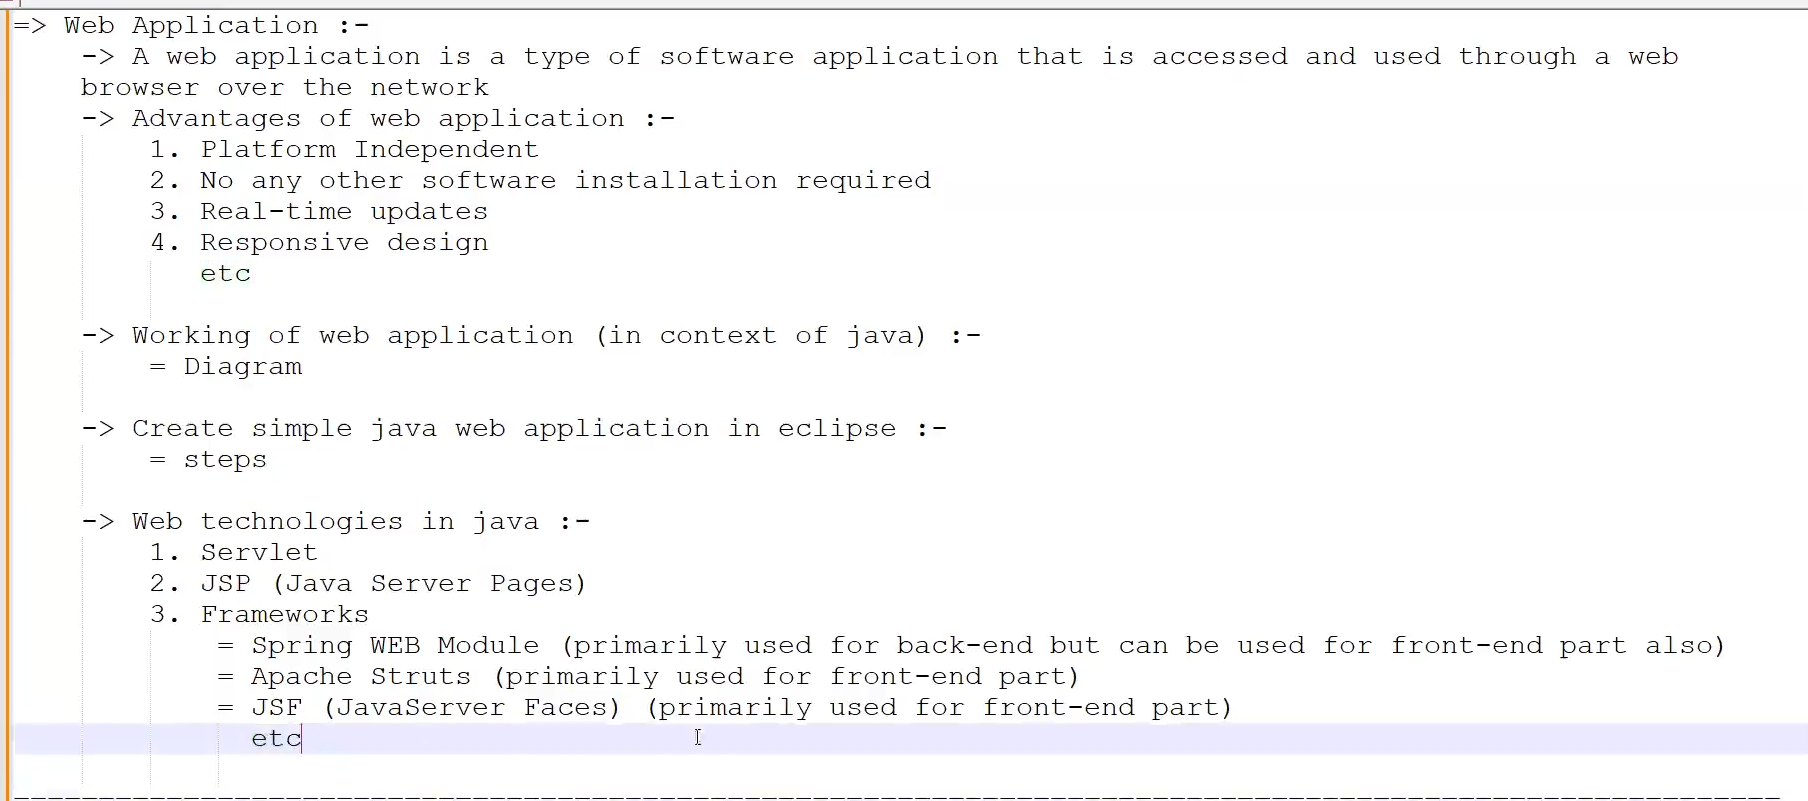 => Web Application :-
-> A web application is a type of software application that is accessed and used through a web
browser over the network
-> Advantages of web application :-
1. Platform Independent
2. No any other software installation required
3. Real-time updates
4. Responsive design
etc
-> Working of web application (in context of java) :-
= Diagram
-> Create simple java web application in eclipse :-
= steps
-> Web technologies in java :-
1. Servlet
2. JSP (Java Server Pages)
3. Frameworks
= Spring WEB Module (primarily used for back-end but can be used for front-end part also)
= Apache Struts (primarily used for front-end part)
= JSF (JavaServer Faces) (primarily used for front-end part)
etc